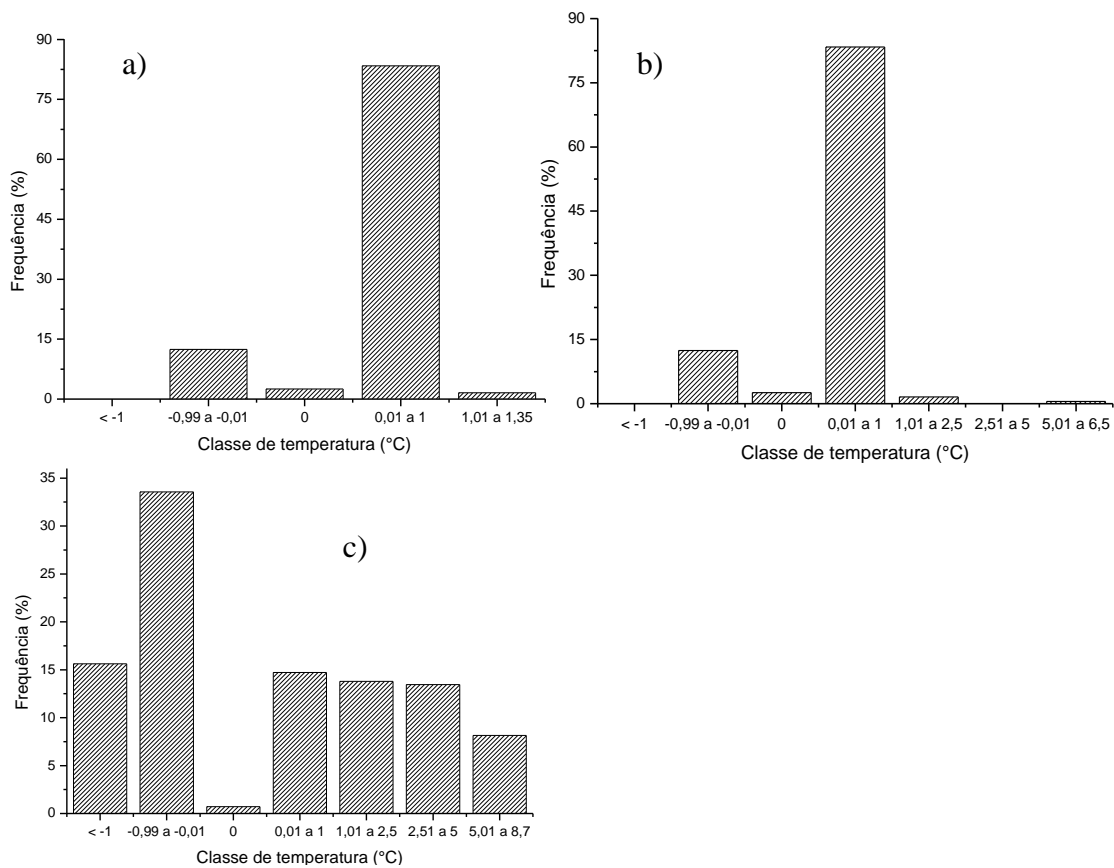 a)
90
75
60
45
30
15
0
Frequência (%)
< -1 -0,99 a -0,01 0 0,01 a 1 1,01 a 1,35
Classe de temperatura (°C)
b)
90
75
60
45
30
15
0
Frequência (%)
< -1 -0,99 a -0,01 0 0,01 a 1 1,01 a 2,5 2,51 a 5 5,01 a 6,5
Classe de temperatura (°C)
c)
35
30
25
20
15
10
5
0
Frequência (%)
< -1 -0,99 a -0,01 0 0,01 a 1 1,01 a 2,5 2,51 a 5 5,01 a 8,7
Classe de temperatura (°C)